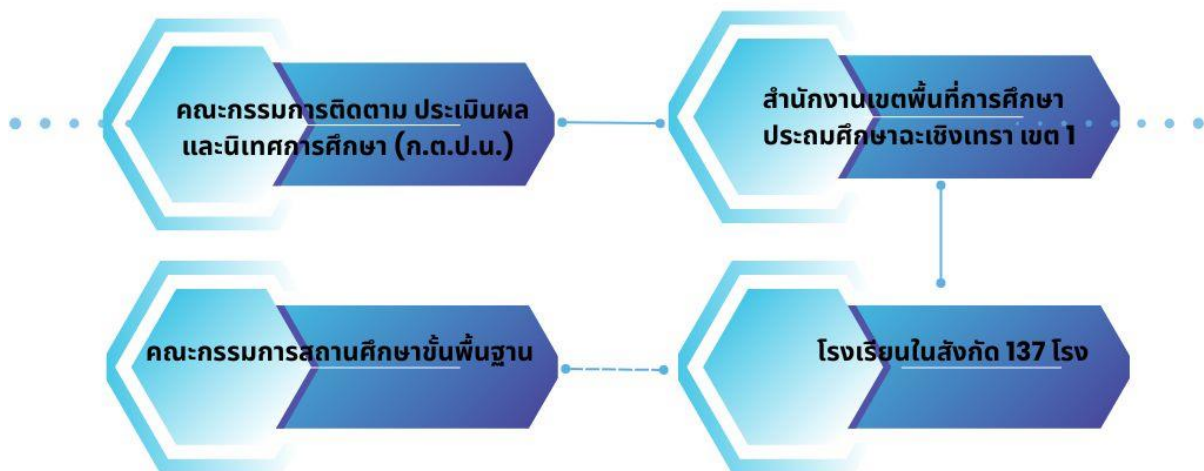 คณะกรรมการติดตาม ประเมินผล
และนิเทศการศึกษา (ก.ต.ป.น.)
สำนักงานเขตพื้นที่การศึกษา
ประถมศึกษาฉะเชิงเทรา เขต 1
คณะกรรมการสถานศึกษาขั้นพื้นฐาน
โรงเรียนในสังกัด 137 โรง